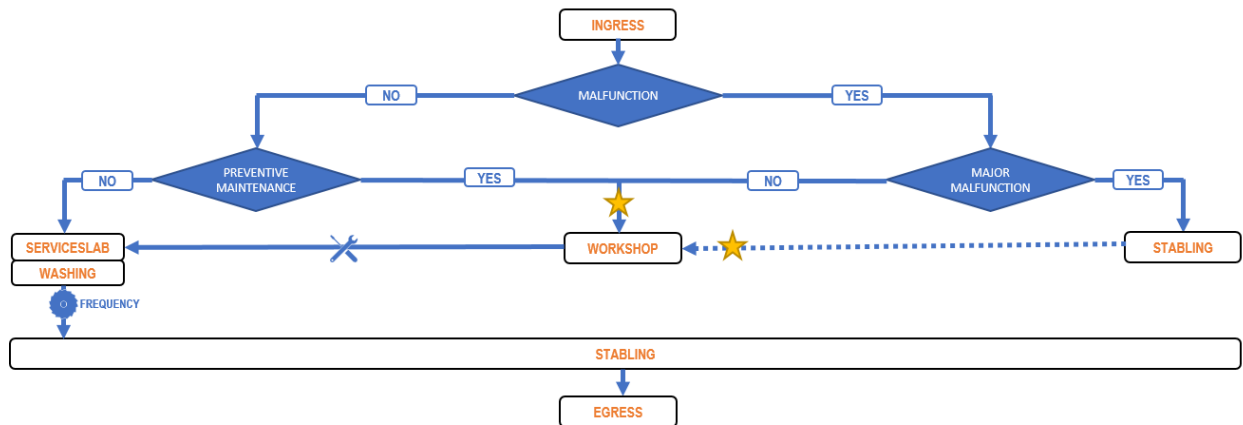 INGRESS
MALFUNCTION
NO
YES
PREVENTIVE
MAINTENANCE
MAJOR
MALFUNCTION
NO
YES
NO
YES
SERVICESLAB
WORKSHOP
STABLING
WASHING
FREQUENCY
STABLING
EGRESS